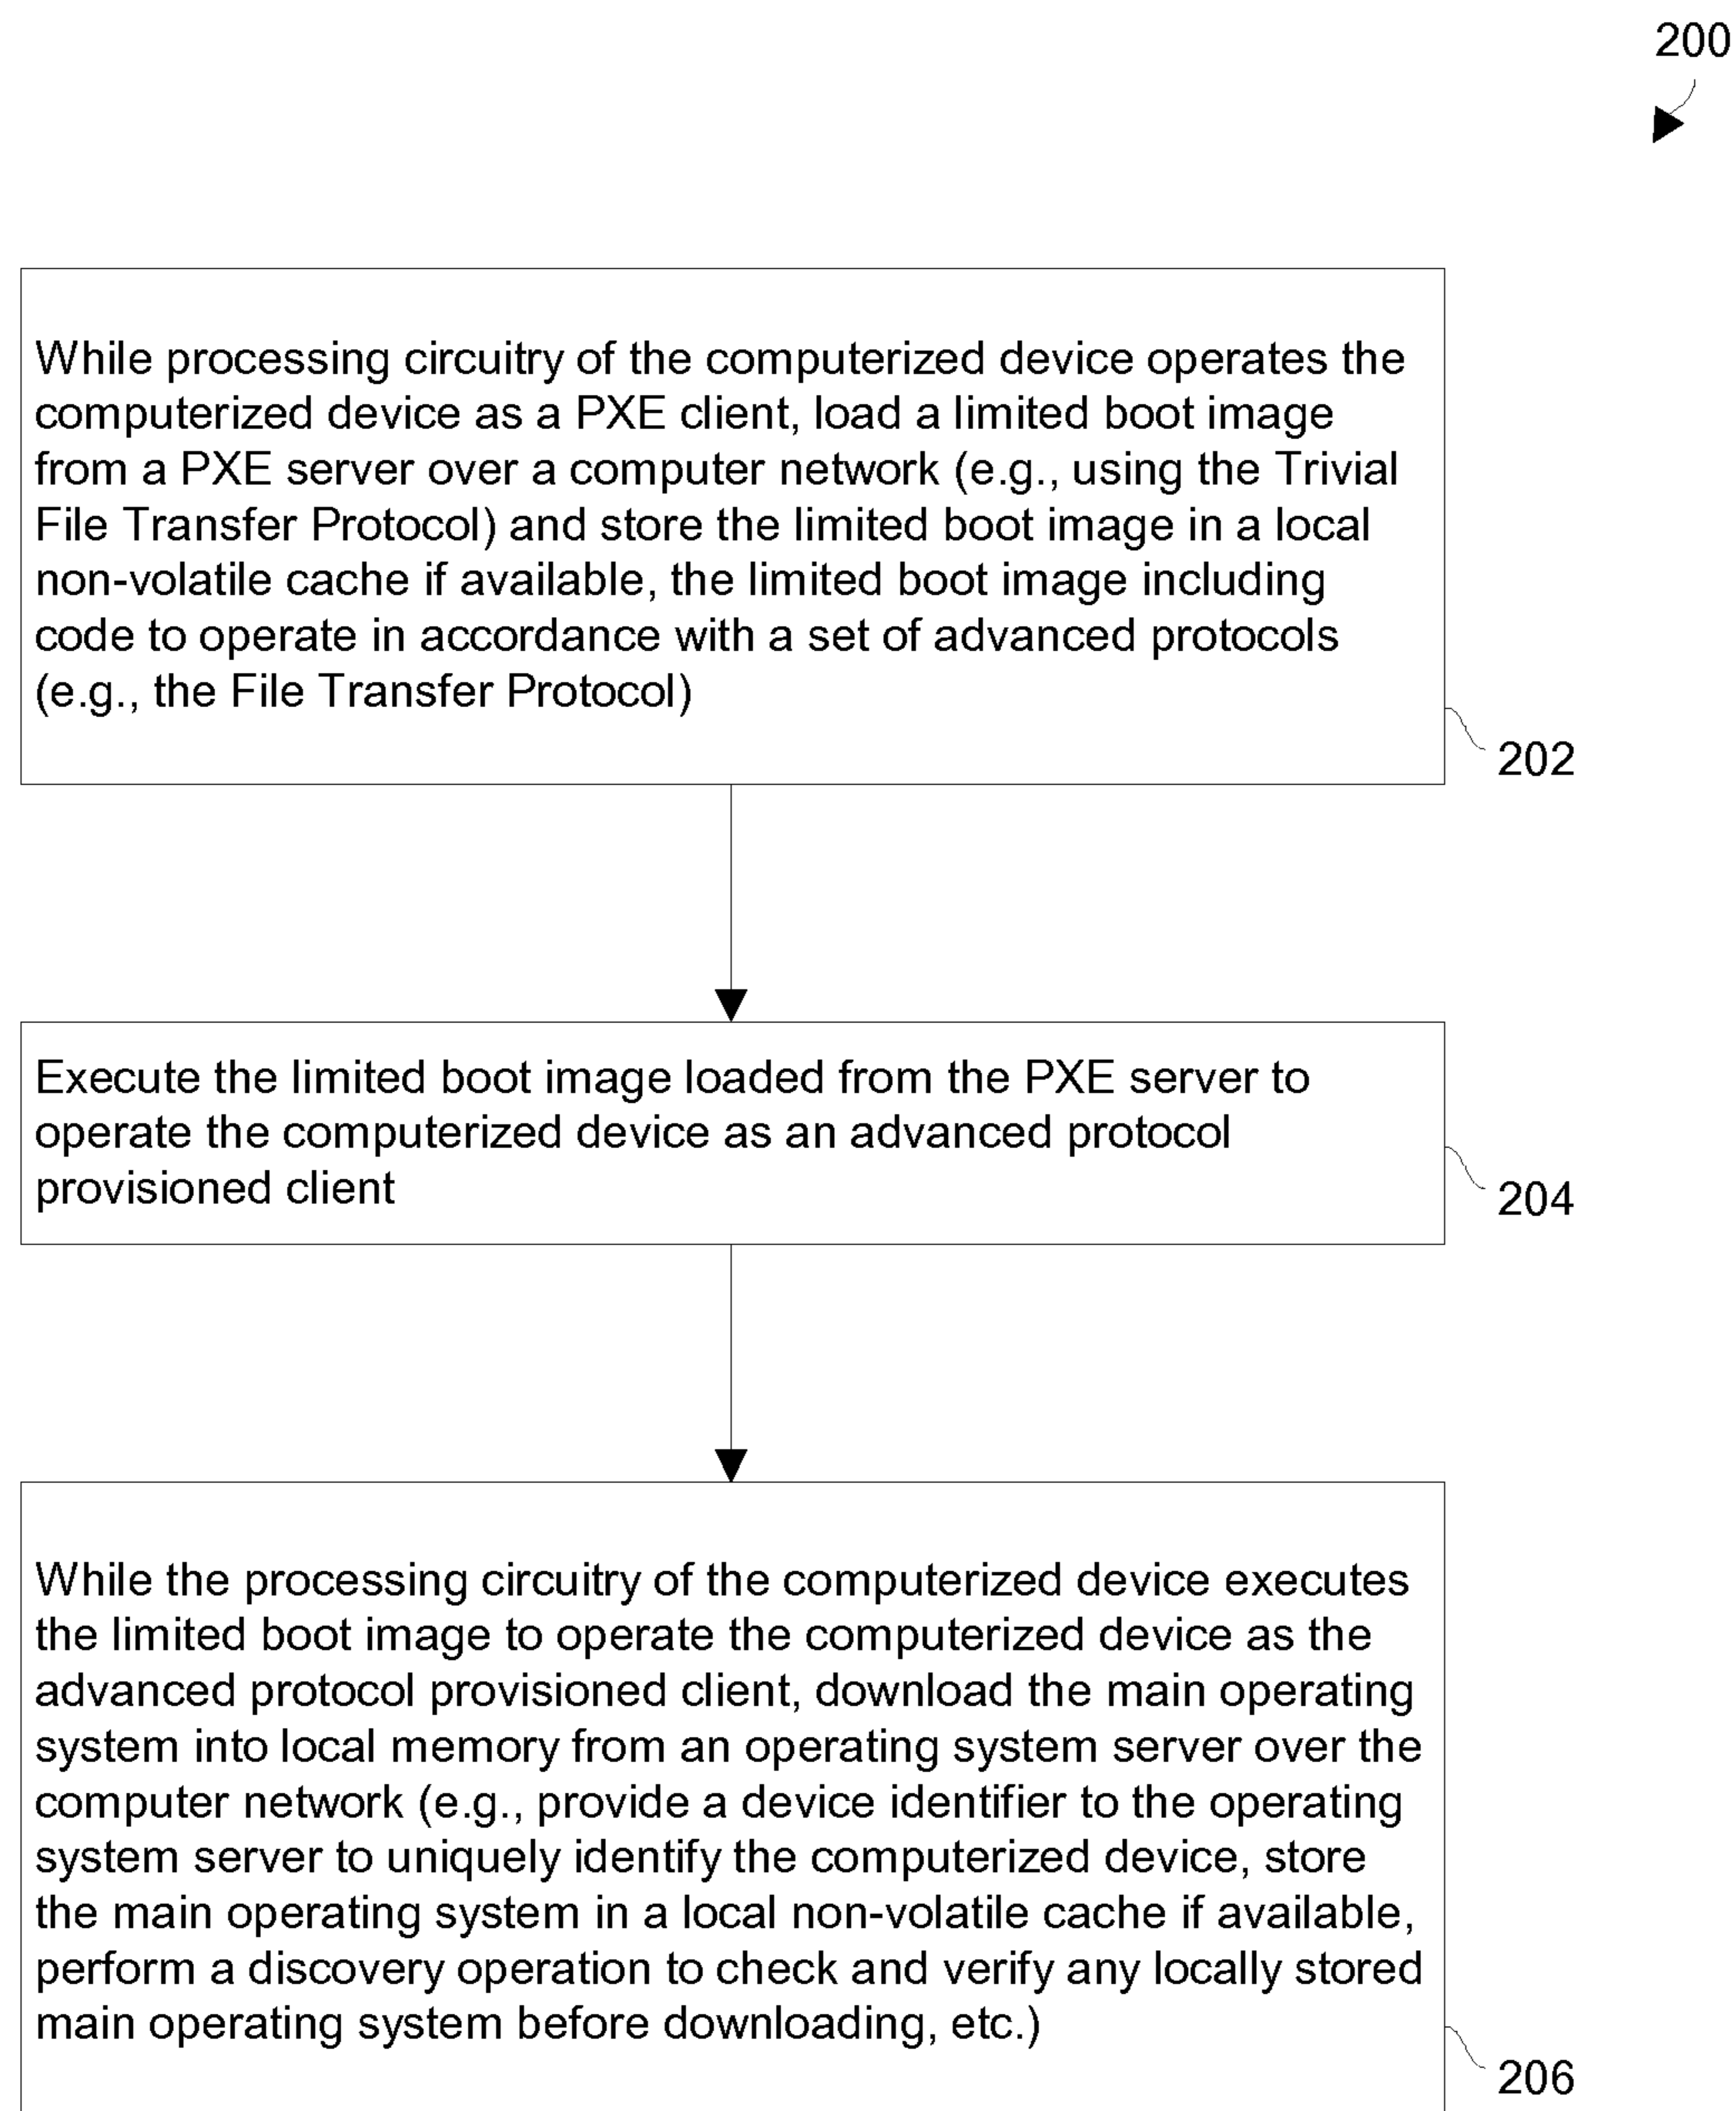 200
While processing circuitry of the computerized device operates the
computerized device as a PXE client, load a limited boot image
from a PXE server over a computer network (e.g., using the Trivial
File Transfer Protocol) and store the limited boot image in a local
non-volatile cache if available, the limited boot image including
code to operate in accordance with a set of advanced protocols
(e.g., the File Transfer Protocol)
202
Execute the limited boot image loaded from the PXE server to
operate the computerized device as an advanced protocol
provisioned client
204
While the processing circuitry of the computerized device executes
the limited boot image to operate the computerized device as the
advanced protocol provisioned client, download the main operating
system into local memory from an operating system server over the
computer network (e.g., provide a device identifier to the operating
system server to uniquely identify the computerized device, store
the main operating system in a local non-volatile cache if available,
perform a discovery operation to check and verify any locally stored
main operating system before downloading, etc.)
206